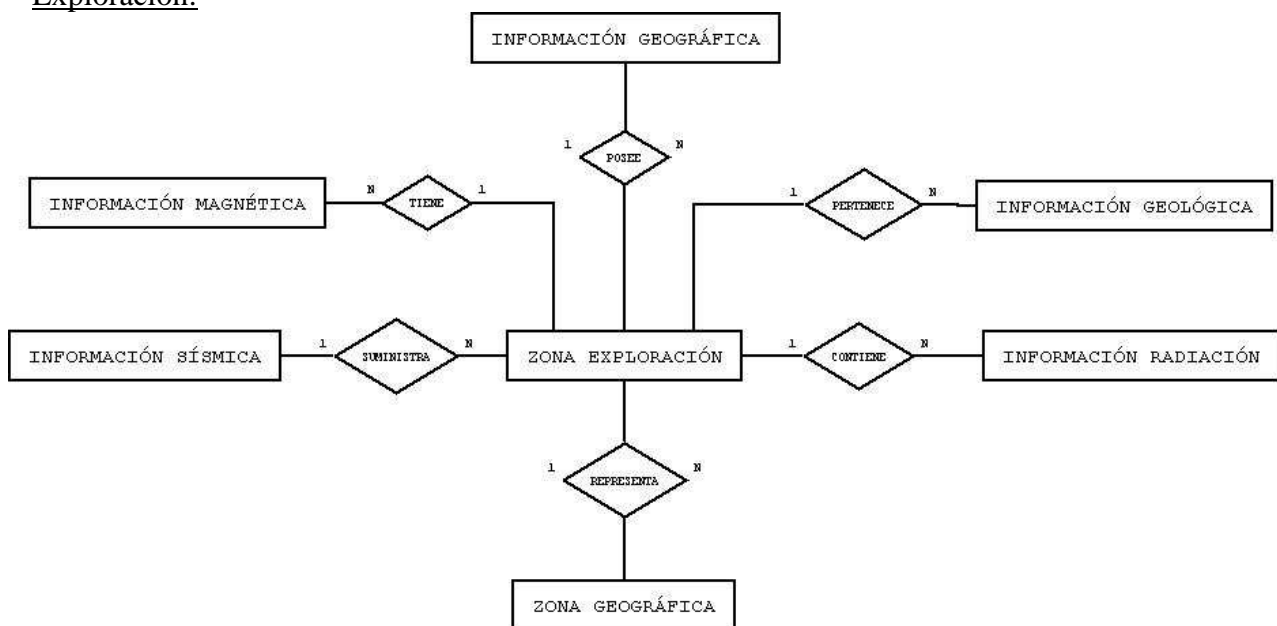 Exploración:
INFORMACIÓN GEOGRÁFICA
1 POSEE N
INFORMACIÓN MAGNÉTICA N TIENE 1
1 PERTENECE N INFORMACIÓN GEOLÓGICA
INFORMACIÓN SÍSMICA 1 SUMINISTRA N ZONA EXPLORACIÓN 1 CONTIENE N INFORMACIÓN RADIACIÓN
1 REPRESENTA N
ZONA GEOGRÁFICA